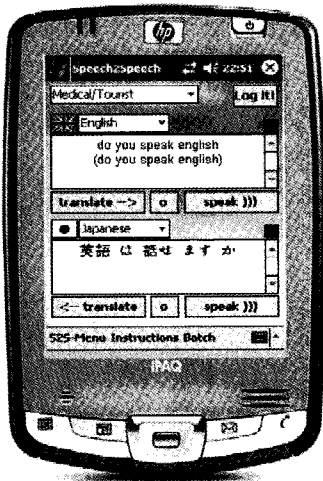 hp
Speech2Speech 22:51
Medical/Tourist Log It!
English
do you speak english
(do you speak english)
translate --> o speak )))
Japanese
英語 は 話せ ます か
<-- translate o speak )))
S2S-Menu Instructions Batch
iPAQ